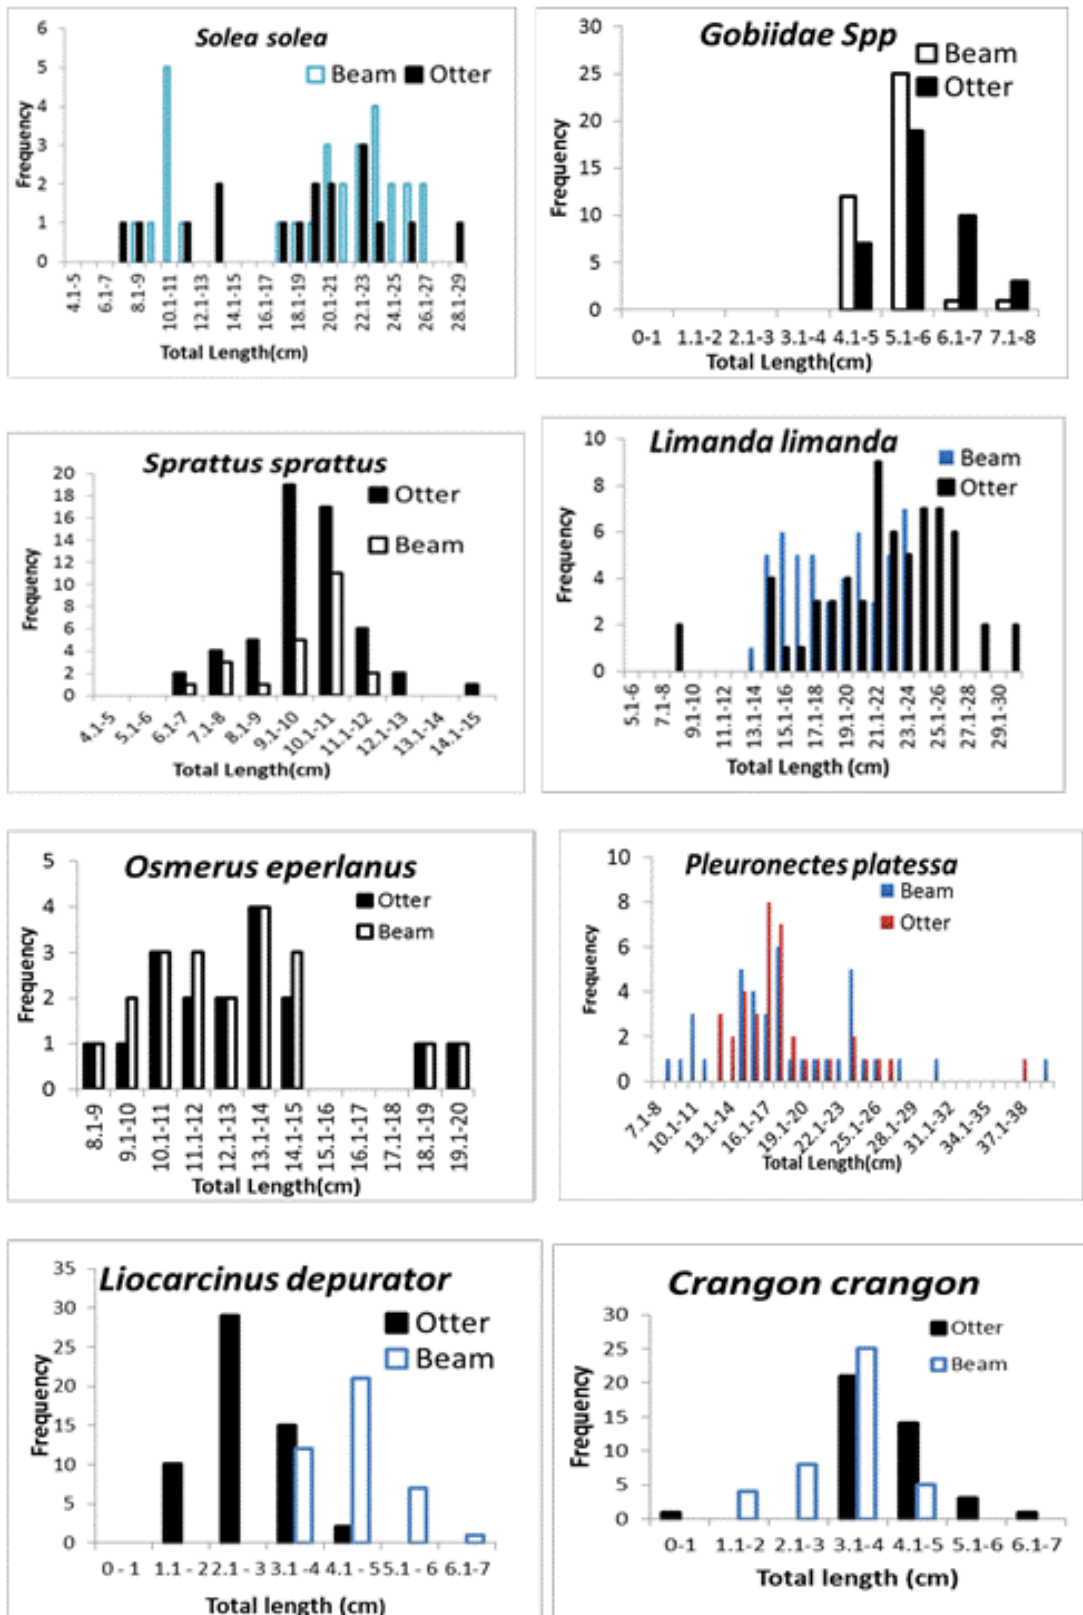 Solea solea
Beam Otter
Frequency
6
5
4
3
2
1
0
4.1-5 6.1-7 8.1-9 10.1-11 12.1-13 14.1-15 16.1-17 18.1-19 20.1-21 22.1-23 24.1-25 26.1-27 28.1-29
Total Length(cm)
Gobiidae Spp
Beam
Otter
Frequency
30
25
20
15
10
5
0
0-1 1.1-2 2.1-3 3.1-4 4.1-5 5.1-6 6.1-7 7.1-8
Total Length(cm)
Sprattus sprattus
Otter
Beam
Frequency
20
18
16
14
12
10
8
6
4
2
0
4.1-5 5.1-6 6.1-7 7.1-8 8.1-9 9.1-10 10.1-11 11.1-12 12.1-13 13.1-14 14.1-15
Total Length(cm)
Limanda limanda
Beam
Otter
Frequency
10
8
6
4
2
0
5.1-6 7.1-8 9.1-10 11.1-12 13.1-14 15.1-16 17.1-18 19.1-20 21.1-22 23.1-24 25.1-26 27.1-28 29.1-30
Total Length (cm)
Osmerus eperlanus
Otter
Beam
Frequency
5
4
3
2
1
0
8.1-9 9.1-10 10.1-11 11.1-12 12.1-13 13.1-14 14.1-15 15.1-16 16.1-17 17.1-18 18.1-19 19.1-20
Total Length(cm)
Pleuronectes platessa
Beam
Otter
Frequency
10
8
6
4
2
0
7.1-8 10.1-11 13.1-14 16.1-17 19.1-20 22.1-23 25.1-26 28.1-29 31.1-32 34.1-35 37.1-38
Total Length(cm)
Liocarcinus depurator
Otter
Beam
Frequency
35
30
25
20
15
10
5
0
0 - 1 1.1 - 2 2.1 - 3 3.1 -4 4.1 - 5 5.1 - 6 6.1-7
Total length (cm)
Crangon crangon
Otter
Beam
Frequency
30
25
20
15
10
5
0
0-1 1.1-2 2.1-3 3.1-4 4.1-5 5.1-6 6.1-7
Total length (cm)